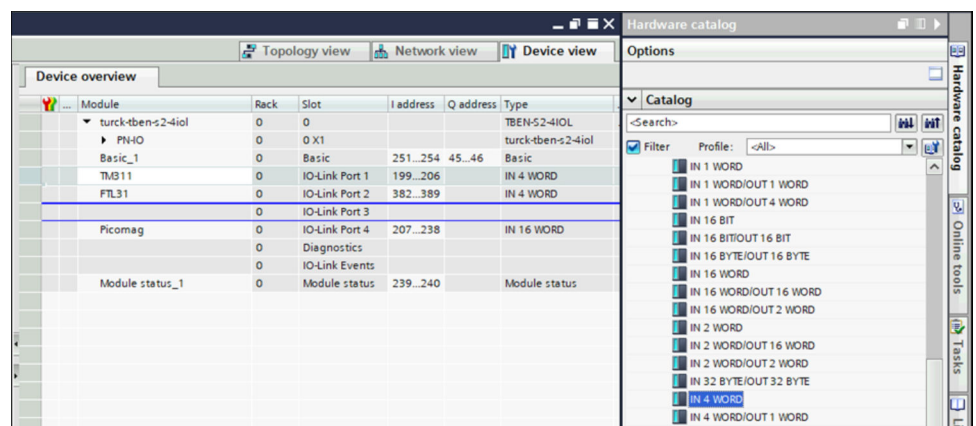 Hardware catalog
Topology view Network view Device view
Options
Device overview
... Module Rack Slot I address Q address Type
Catalog
turck-tben-s2-4iol 0 0 TBEN-S2-4IOL
<Search>
PN-IO 0 0 X1 turck-tben-s2-4iol
Filter Profile: <All>
Basic_1 0 Basic 251...254 45...46 Basic
TM311 0 IO-Link Port 1 199...206 IN 4 WORD
FTL31 0 IO-Link Port 2 382...389 IN 4 WORD
0 IO-Link Port 3
Picomag 0 IO-Link Port 4 207...238 IN 16 WORD
0 Diagnostics
0 IO-Link Events
Module status_1 0 Module status 239...240 Module status
IN 1 WORD
IN 1 WORD/OUT 1 WORD
IN 1 WORD/OUT 4 WORD
IN 16 BIT
IN 16 BIT/OUT 16 BIT
IN 16 BYTE/OUT 16 BYTE
IN 16 WORD
IN 16 WORD/OUT 16 WORD
IN 16 WORD/OUT 2 WORD
IN 2 WORD
IN 2 WORD/OUT 16 WORD
IN 2 WORD/OUT 2 WORD
IN 32 BYTE/OUT 32 BYTE
IN 4 WORD
IN 4 WORD/OUT 1 WORD
Hardware catalog
Online tools
Tasks